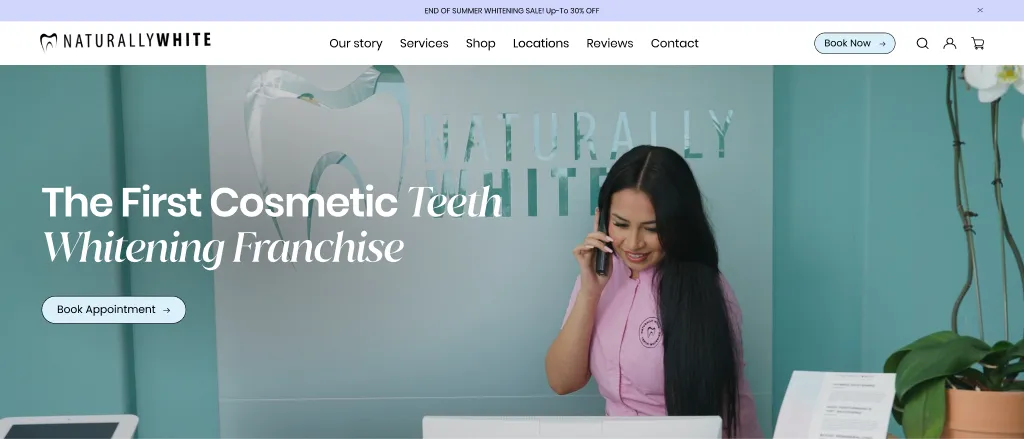 END OF SUMMER WHITENING SALE! Up-To 30% OFF
NATURALLYWHITE
Our story
Services
Shop
Locations
Reviews
Contact
Book Now
NATURALLY
WHITE
The First Cosmetic Teeth
Whitening Franchise
Book Appointment